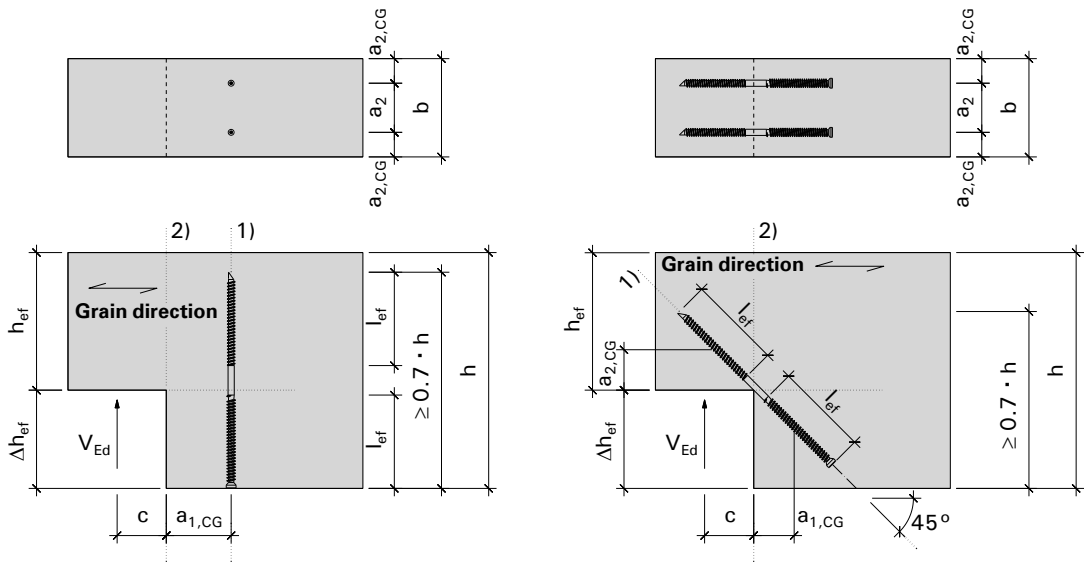 a2,CG
a2
b
a2,CG
a2,CG
a2
b
a2,CG
2)
1)
Grain direction
hef
Δhef
VEd
c
a1,CG
lef
lef
≥ 0.7 · h
h
2)
1)
Grain direction
hef
a2,CG
Δhef
lef
lef
VEd
c
a1,CG
45°
≥ 0.7 · h
h